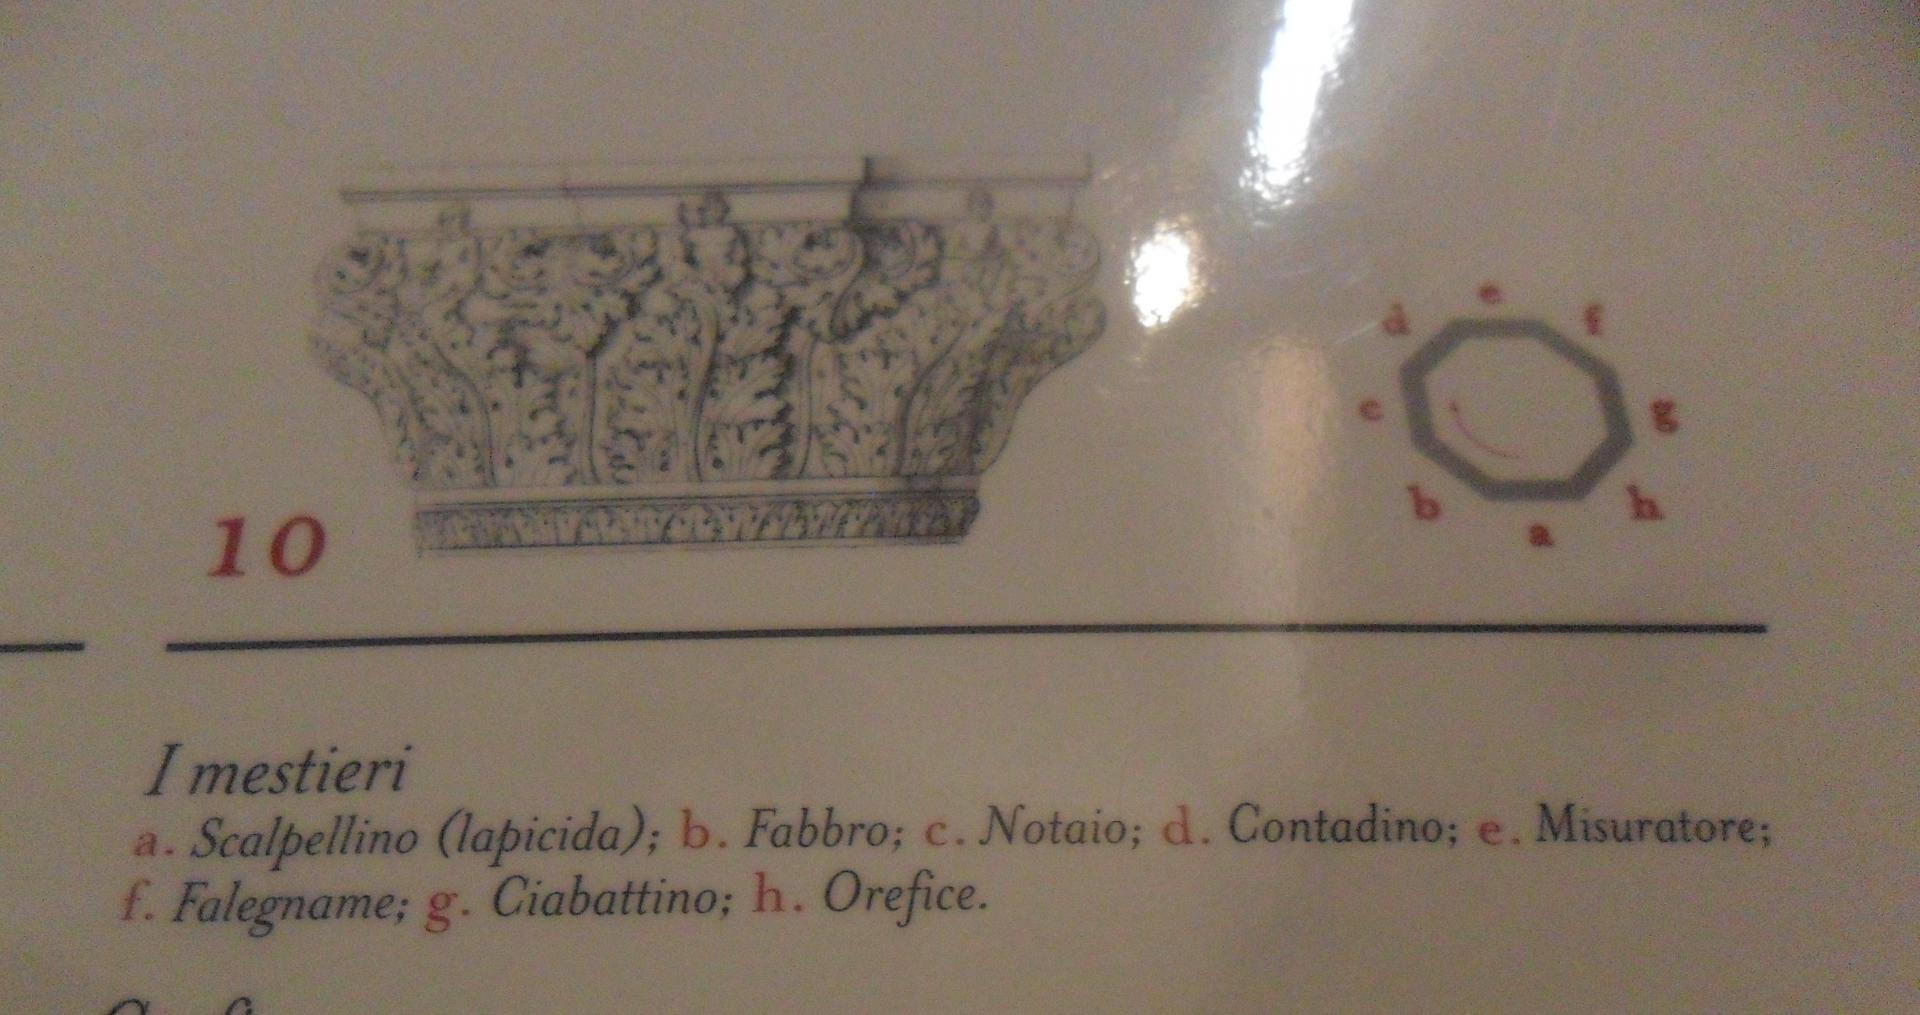 e
d f
c g
b h
a
10
I mestieri
a. Scalpellino (lapicida); b. Fabbro; c. Notaio; d. Contadino; e. Misuratore;
f. Falegname; g. Ciabattino; h. Orefice.